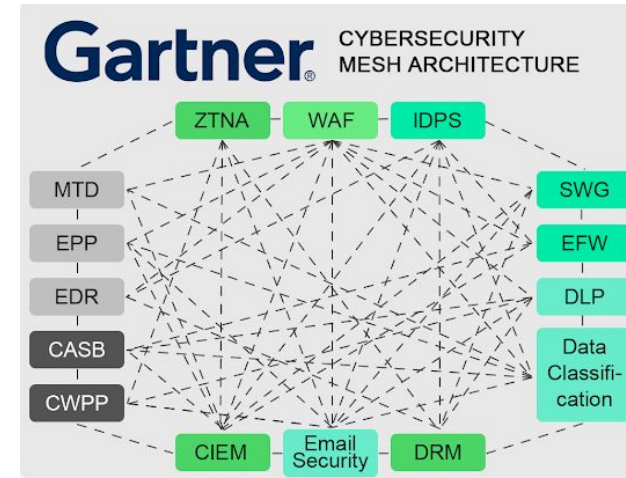 Gartner®
CYBERSECURITY
MESH ARCHITECTURE
ZTNA
WAF
IDPS
MTD
EPP
EDR
CASB
CWPP
SWG
EFW
DLP
Data
Classifi-
cation
CIEM
Email
Security
DRM